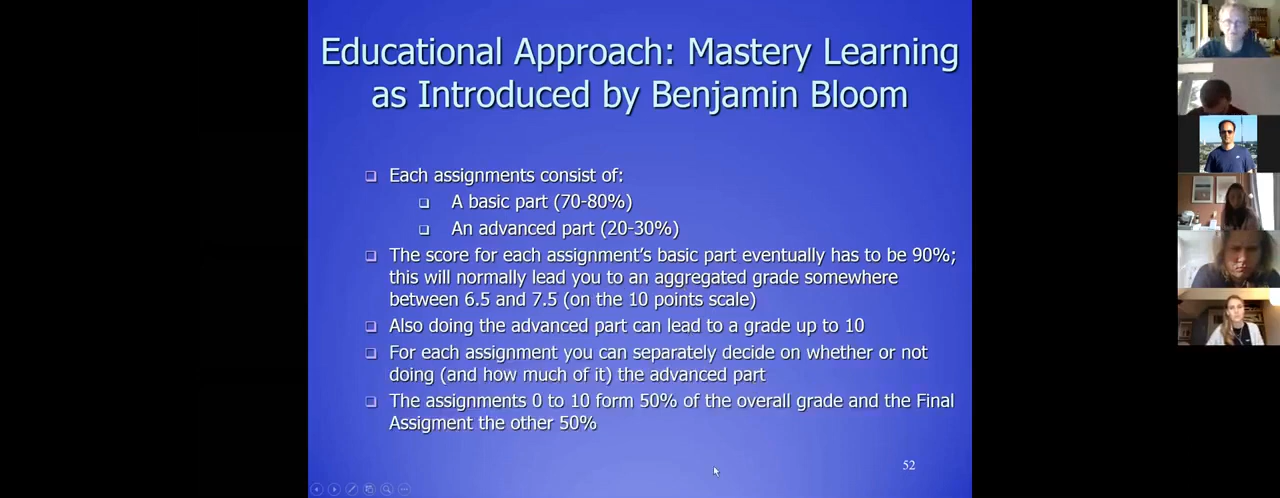 Educational Approach: Mastery Learning
as Introduced by Benjamin Bloom
Each assignments consist of:
A basic part (70-80%)
An advanced part (20-30%)
The score for each assignment's basic part eventually has to be 90%;
this will normally lead you to an aggregated grade somewhere
between 6.5 and 7.5 (on the 10 points scale)
Also doing the advanced part can lead to a grade up to 10
For each assignment you can separately decide on whether or not
doing (and how much of it) the advanced part
The assignments 0 to 10 form 50% of the overall grade and the Final
Assigment the other 50%
52